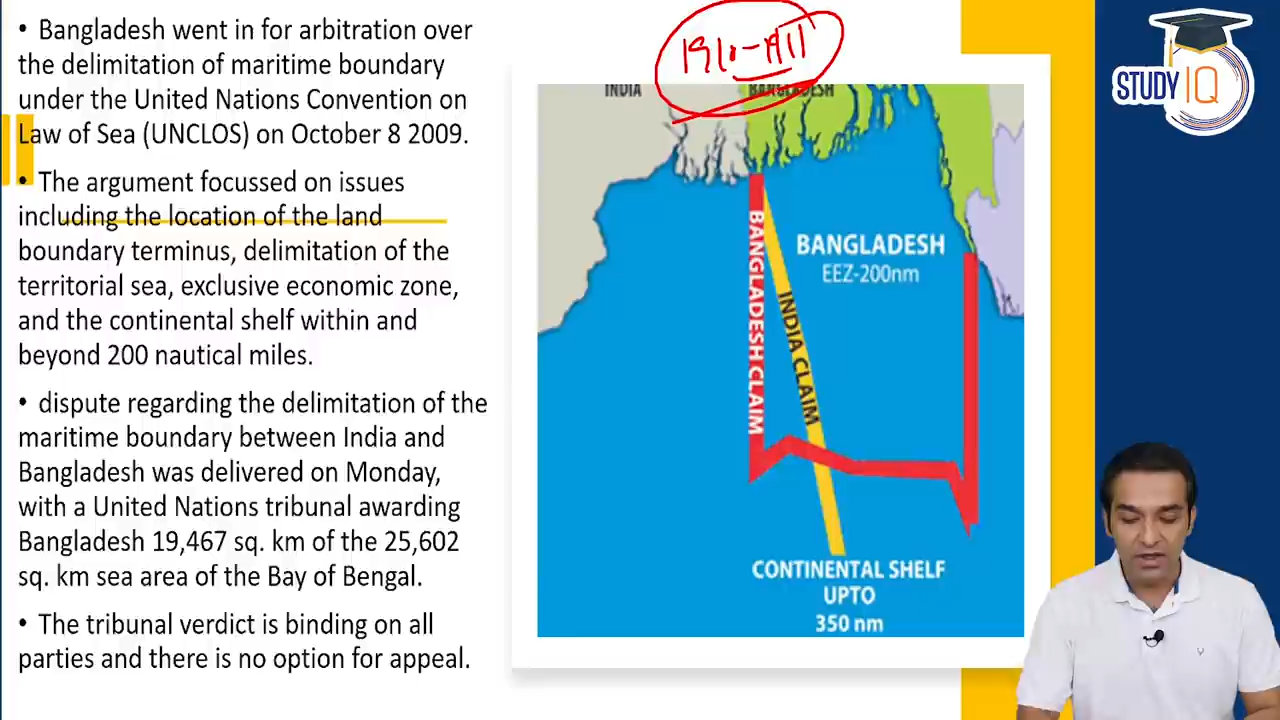 • Bangladesh went in for arbitration over
the delimitation of maritime boundary
under the United Nations Convention on
Law of Sea (UNCLOS) on October 8 2009.
• The argument focussed on issues
including the location of the land
boundary terminus, delimitation of the
territorial sea, exclusive economic zone,
and the continental shelf within and
beyond 200 nautical miles.
• dispute regarding the delimitation of the
maritime boundary between India and
Bangladesh was delivered on Monday,
with a United Nations tribunal awarding
Bangladesh 19,467 sq. km of the 25,602
sq. km sea area of the Bay of Bengal.
• The tribunal verdict is binding on all
parties and there is no option for appeal.
INDIA
BANGLADESH
BANGLADESH CLAIM
INDIA CLAIM
BANGLADESH
EEZ-200nm
CONTINENTAL SHELF
UPTO
350 nm
STUDY IQ